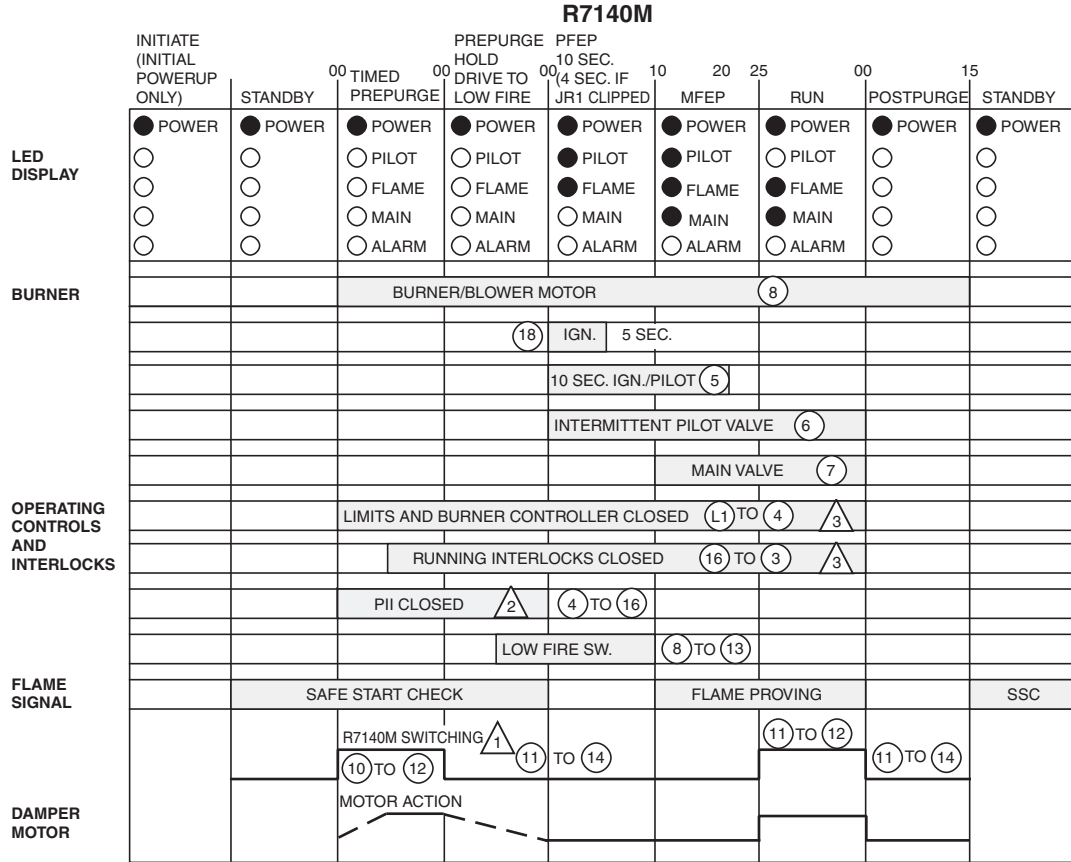 R7140M
INITIATE
(INITIAL
POWERUP
ONLY)
STANDBY
00
TIMED
PREPURGE
00
PREPURGE
HOLD
DRIVE TO
LOW FIRE
00
PFEP
10 SEC.
(4 SEC. IF
JR1 CLIPPED
10
MFEP
20
25
RUN
00
POSTPURGE
15
STANDBY
LED
DISPLAY
POWER POWER POWER POWER POWER POWER POWER POWER POWER
PILOT PILOT PILOT PILOT PILOT
FLAME FLAME FLAME FLAME FLAME
MAIN MAIN MAIN MAIN MAIN
ALARM ALARM ALARM ALARM ALARM
BURNER
BURNER/BLOWER MOTOR 8
18 IGN. 5 SEC.
10 SEC. IGN./PILOT 5
INTERMITTENT PILOT VALVE 6
MAIN VALVE 7
OPERATING
CONTROLS
AND
INTERLOCKS
LIMITS AND BURNER CONTROLLER CLOSED L1 TO 4 3
RUNNING INTERLOCKS CLOSED 16 TO 3 3
PII CLOSED 2 4 TO 16
LOW FIRE SW. 8 TO 13
FLAME
SIGNAL
SAFE START CHECK FLAME PROVING SSC
R7140M SWITCHING 1
10 TO 12 11 TO 14 11 TO 12 11 TO 14
DAMPER
MOTOR
MOTOR ACTION